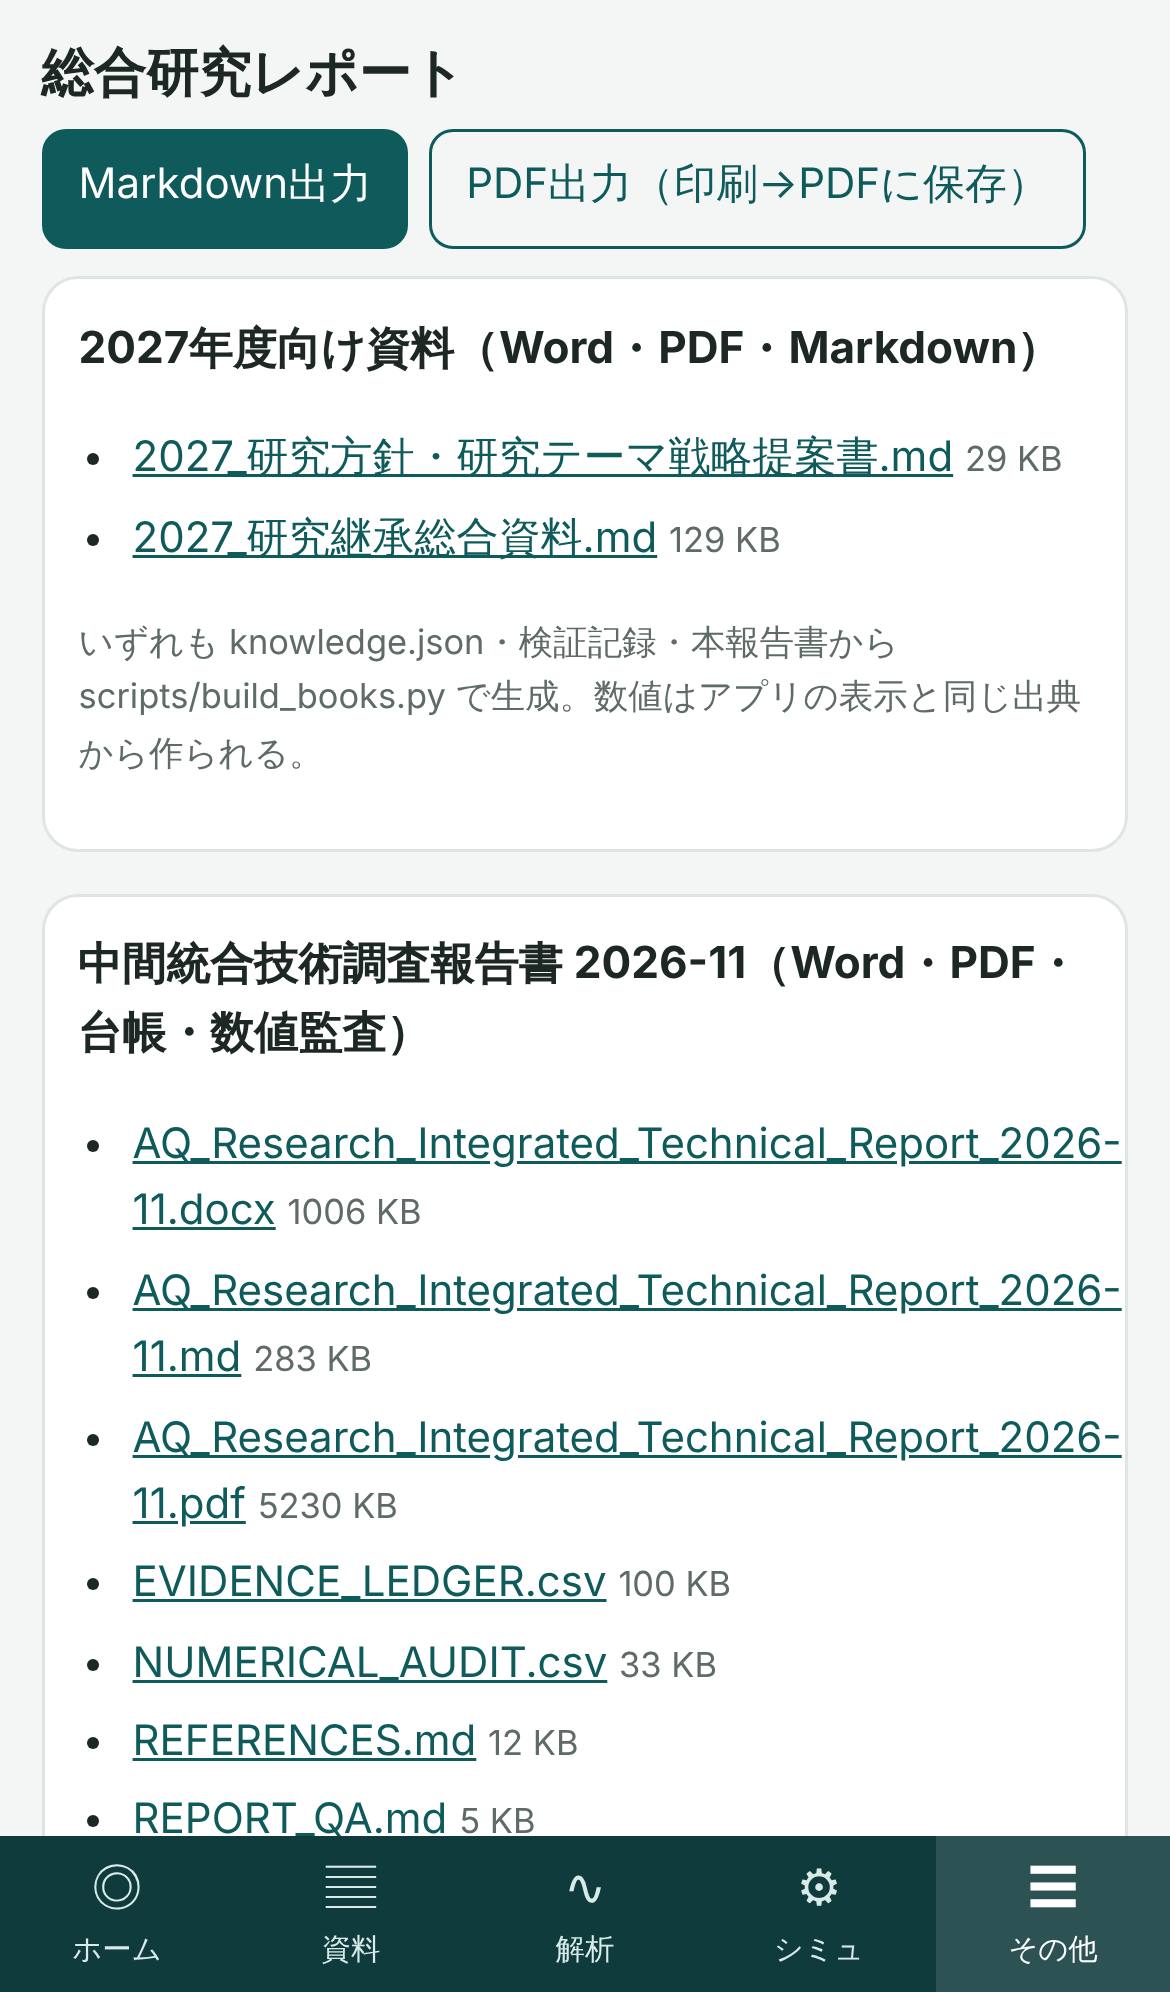 総合研究レポート
Markdown出力
PDF出力（印刷→PDFに保存）
2027年度向け資料（Word・PDF・Markdown）
• 2027_研究方針・研究テーマ戦略提案書.md 29 KB
• 2027_研究継承総合資料.md 129 KB
いずれも knowledge.json・検証記録・本報告書から
scripts/build_books.py で生成。数値はアプリの表示と同じ出典
から作られる。
中間統合技術調査報告書 2026-11（Word・PDF・
台帳・数値監査）
• AQ_Research_Integrated_Technical_Report_2026-
11.docx 1006 KB
• AQ_Research_Integrated_Technical_Report_2026-
11.md 283 KB
• AQ_Research_Integrated_Technical_Report_2026-
11.pdf 5230 KB
• EVIDENCE_LEDGER.csv 100 KB
• NUMERICAL_AUDIT.csv 33 KB
• REFERENCES.md 12 KB
• REPORT_QA.md 5 KB
ホーム
資料
解析
シミュ
その他